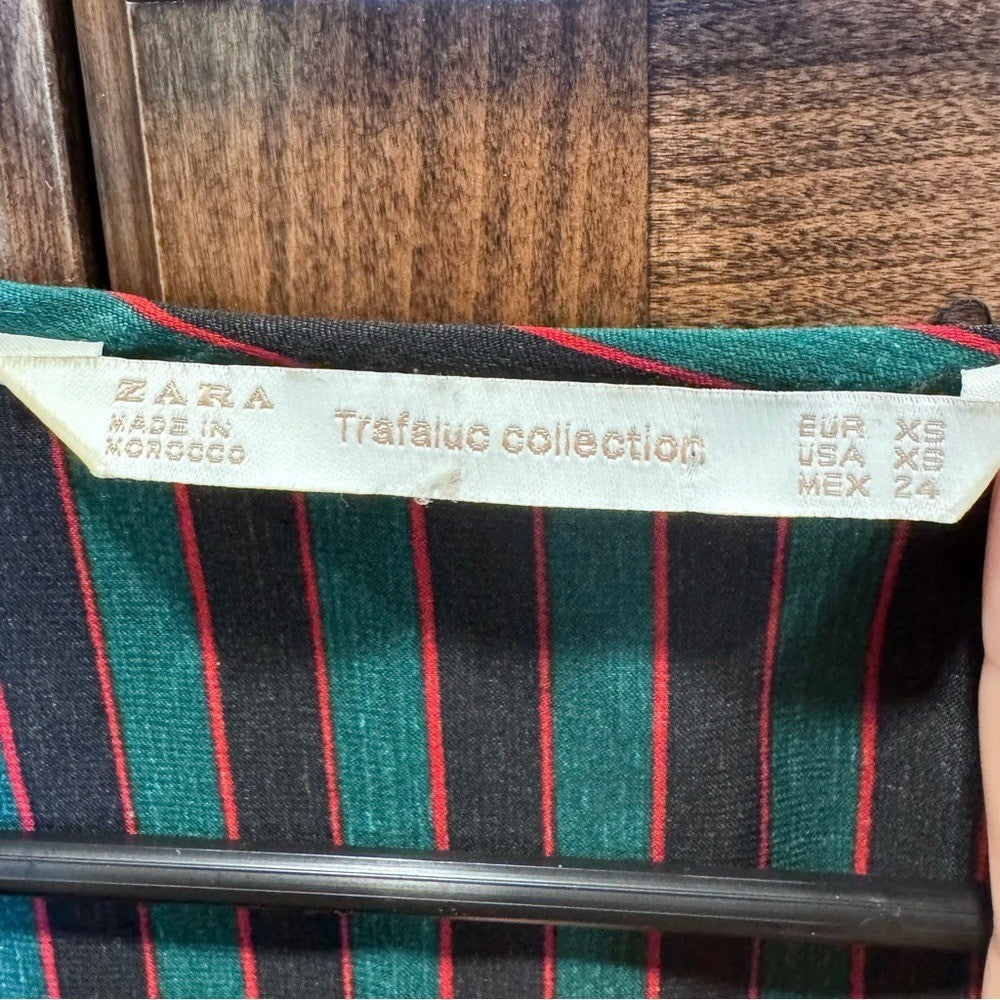 ZARA
MADE IN
MOROCCO
Trafaluc collection
EUR XS
USA XS
MEX 24